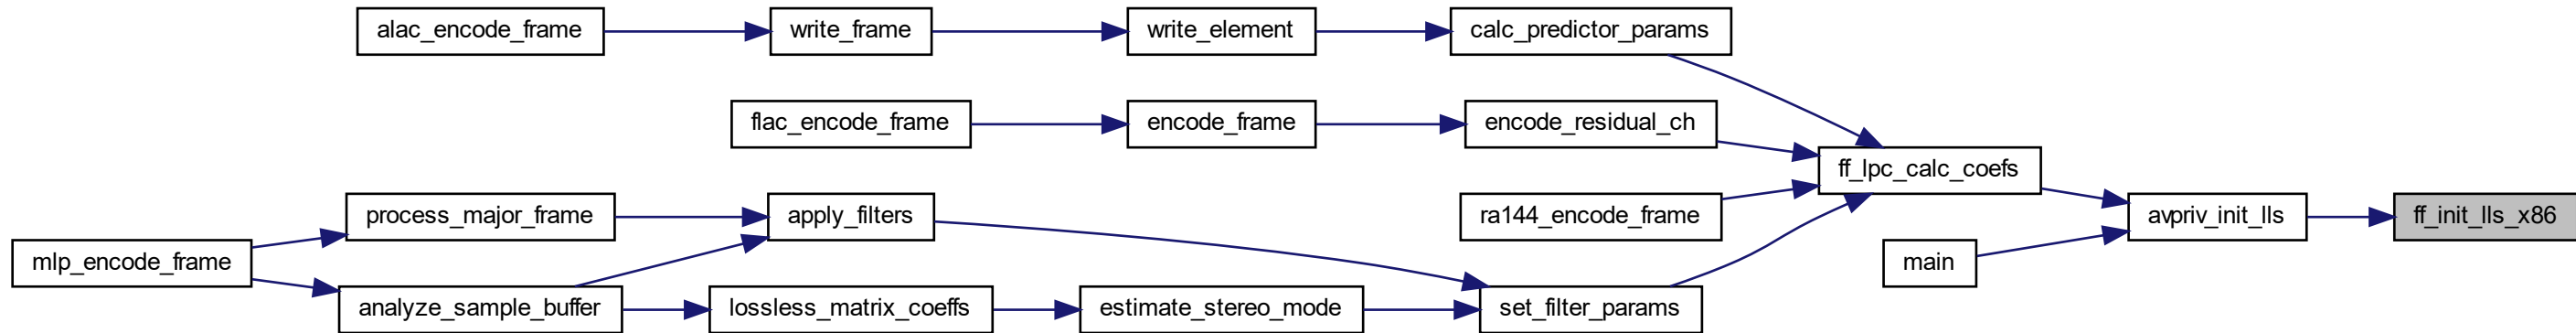 alac_encode_frame
write_frame
write_element
calc_predictor_params
flac_encode_frame
encode_frame
encode_residual_ch
ff_lpc_calc_coefs
process_major_frame
apply_filters
ra144_encode_frame
avpriv_init_lls
ff_init_lls_x86
mlp_encode_frame
main
analyze_sample_buffer
lossless_matrix_coeffs
estimate_stereo_mode
set_filter_params